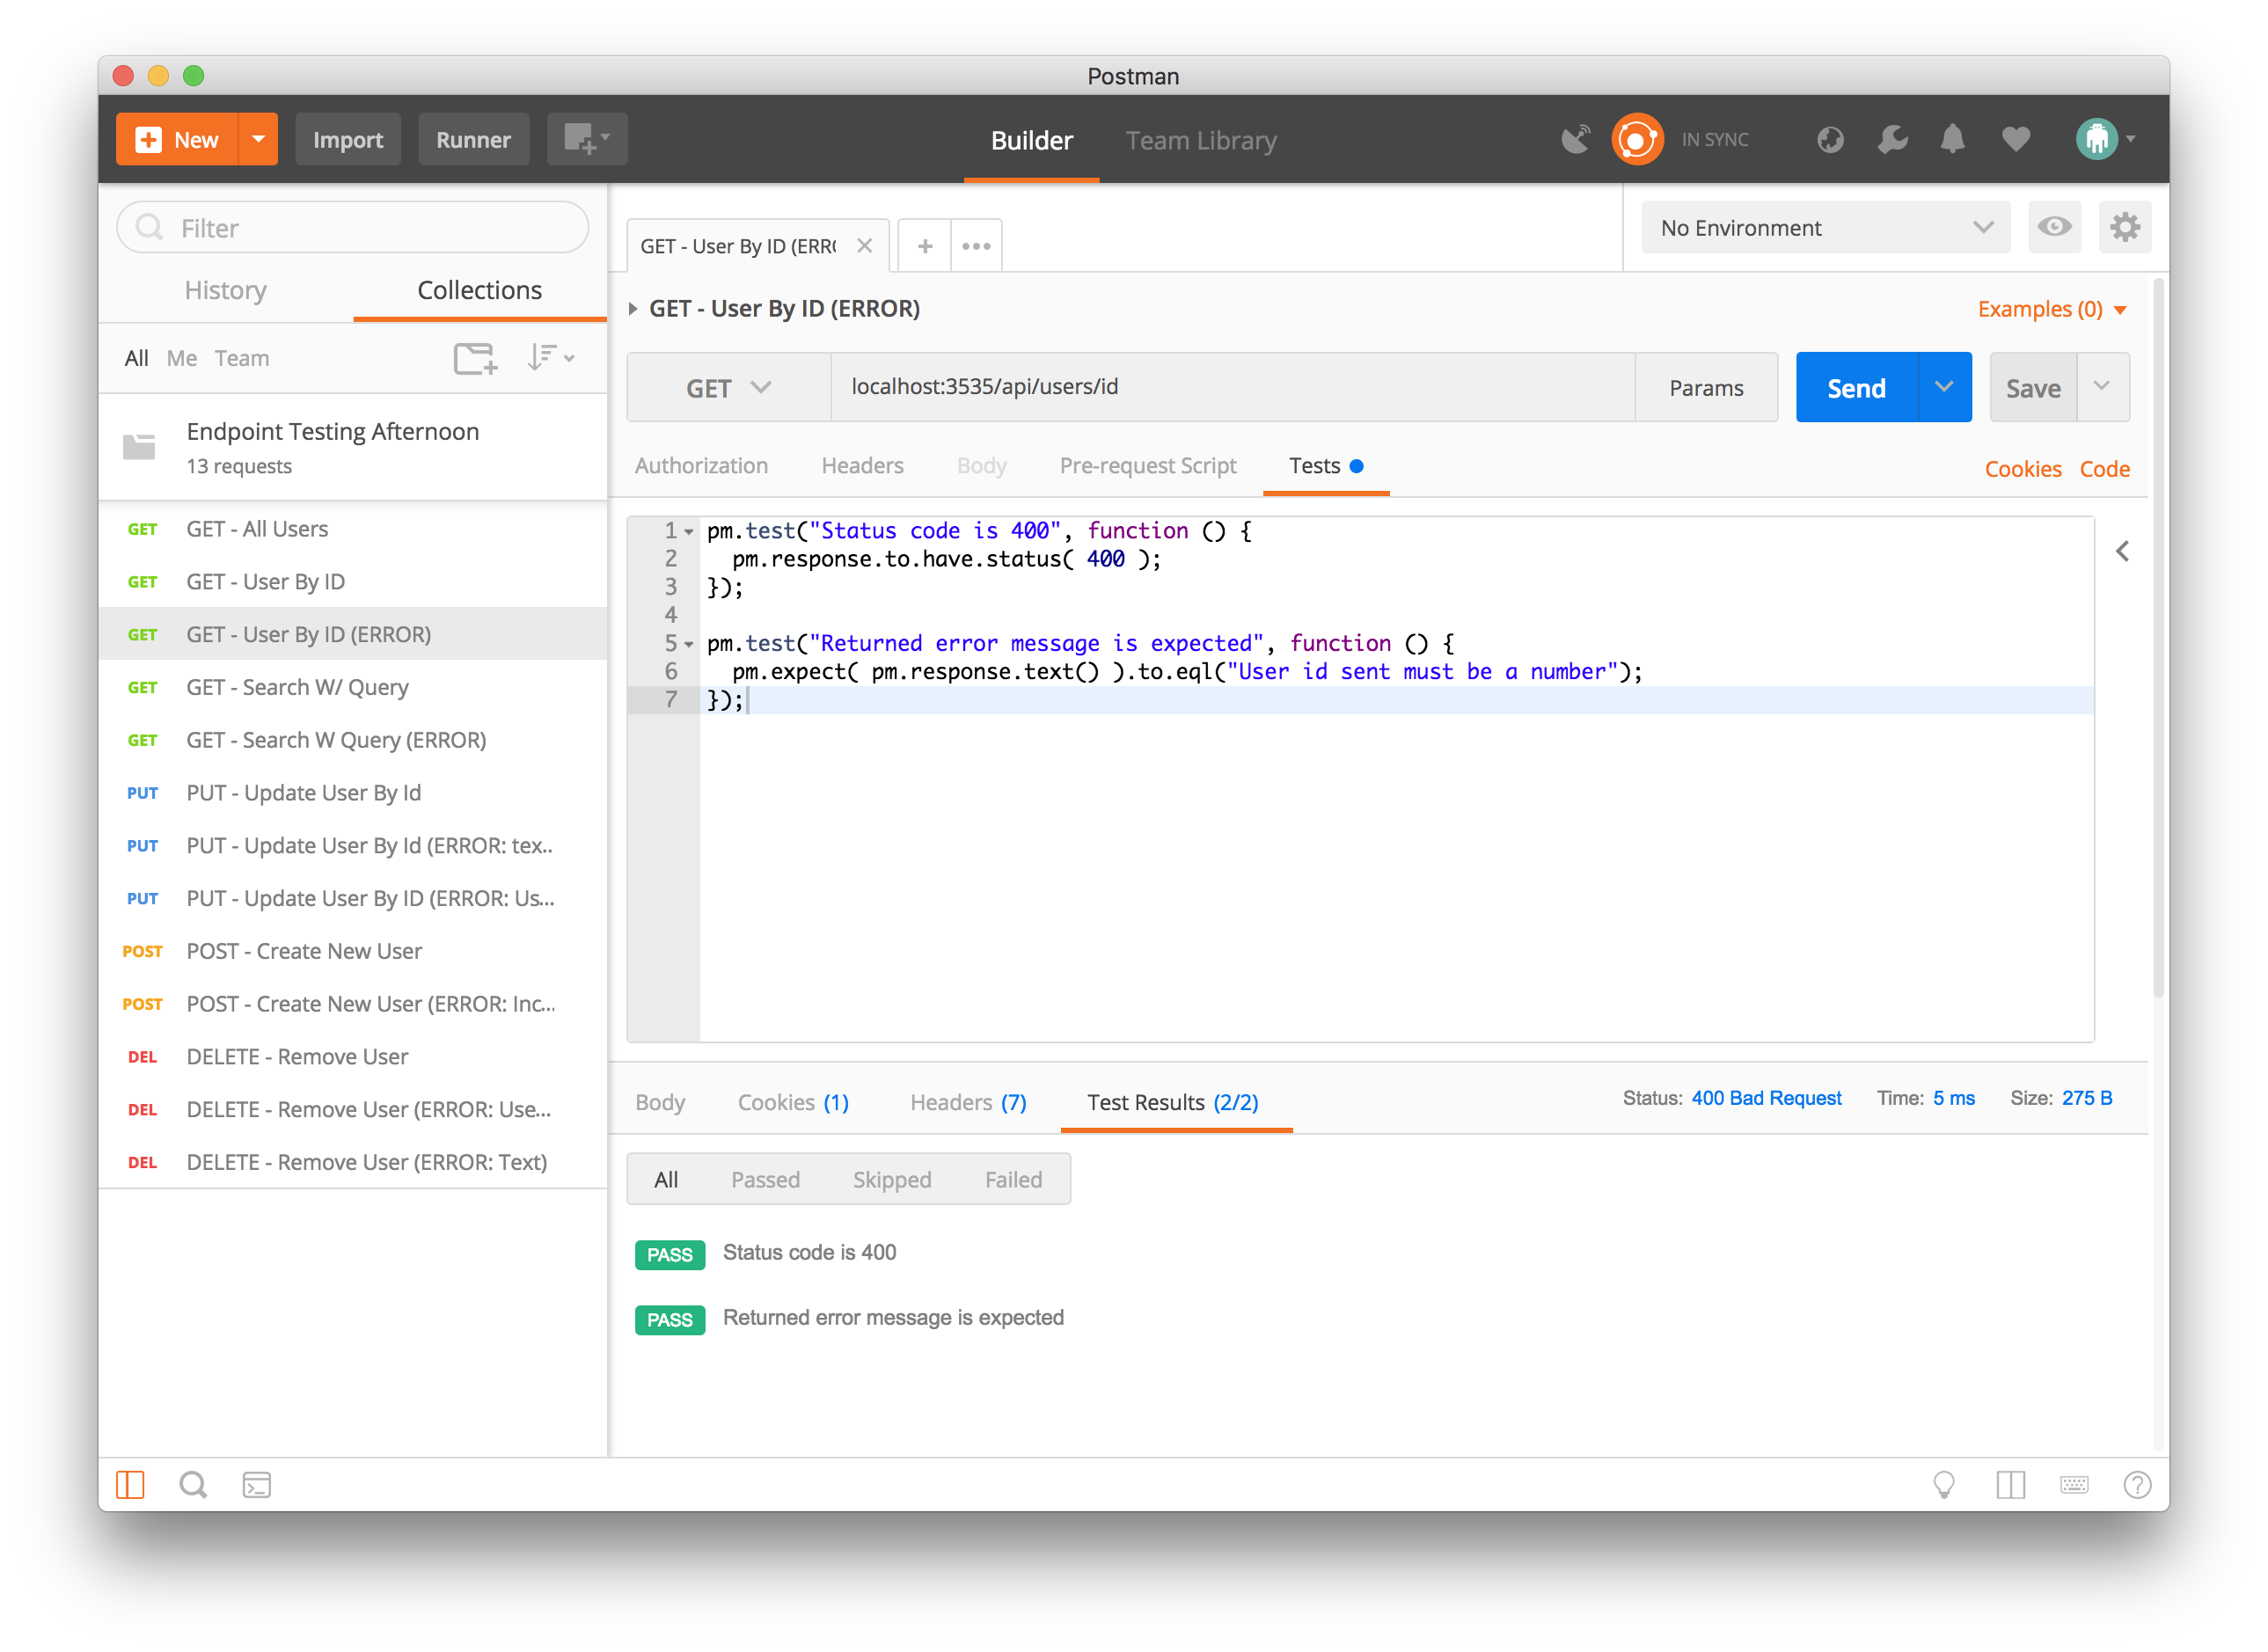 Postman
New
Import
Runner
Builder
Team Library
IN SYNC
Filter
History
Collections
All Me Team
Endpoint Testing Afternoon
13 requests
GET GET - All Users
GET GET - User By ID
GET GET - User By ID (ERROR)
GET GET - Search W/ Query
GET GET - Search W Query (ERROR)
PUT PUT - Update User By Id
PUT PUT - Update User By Id (ERROR: tex..
PUT PUT - Update User By ID (ERROR: Us...
POST POST - Create New User
POST POST - Create New User (ERROR: Inc...
DEL DELETE - Remove User
DEL DELETE - Remove User (ERROR: Use...
DEL DELETE - Remove User (ERROR: Text)
GET - User By ID (ERR
No Environment
GET - User By ID (ERROR)
Examples (0)
GET localhost:3535/api/users/id Params Send Save
Authorization Headers Body Pre-request Script Tests Cookies Code
1 pm.test("Status code is 400", function () {
2 pm.response.to.have.status( 400 );
3 });
4
5 pm.test("Returned error message is expected", function () {
6 pm.expect( pm.response.text() ).to.eql("User id sent must be a number");
7 });
Body Cookies (1) Headers (7) Test Results (2/2) Status: 400 Bad Request Time: 5 ms Size: 275 B
All Passed Skipped Failed
PASS Status code is 400
PASS Returned error message is expected